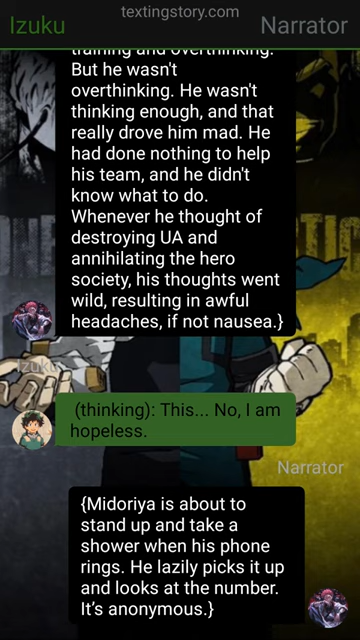 textingstory.com
Izuku
Narrator
training and overthinking.
But he wasn't
overthinking. He wasn't
thinking enough, and that
really drove him mad. He
had done nothing to help
his team, and he didn't
know what to do.
Whenever he thought of
destroying UA and
annihilating the hero
society, his thoughts went
wild, resulting in awful
headaches, if not nausea.}
Izuku
(thinking): This... No, I am
hopeless.
Narrator
{Midoriya is about to
stand up and take a
shower when his phone
rings. He lazily picks it up
and looks at the number.
It's anonymous.}